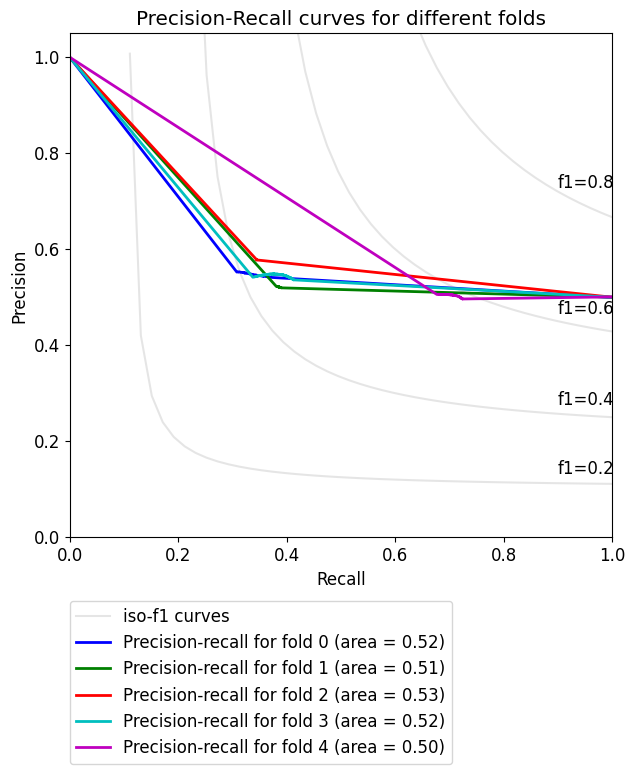 Precision-Recall curves for different folds
1.0
0.8
0.6
0.4
0.2
0.0
Precision
f1=0.8
f1=0.6
f1=0.4
f1=0.2
0.0 0.2 0.4 0.6 0.8 1.0
Recall
iso-f1 curves
Precision-recall for fold 0 (area = 0.52)
Precision-recall for fold 1 (area = 0.51)
Precision-recall for fold 2 (area = 0.53)
Precision-recall for fold 3 (area = 0.52)
Precision-recall for fold 4 (area = 0.50)